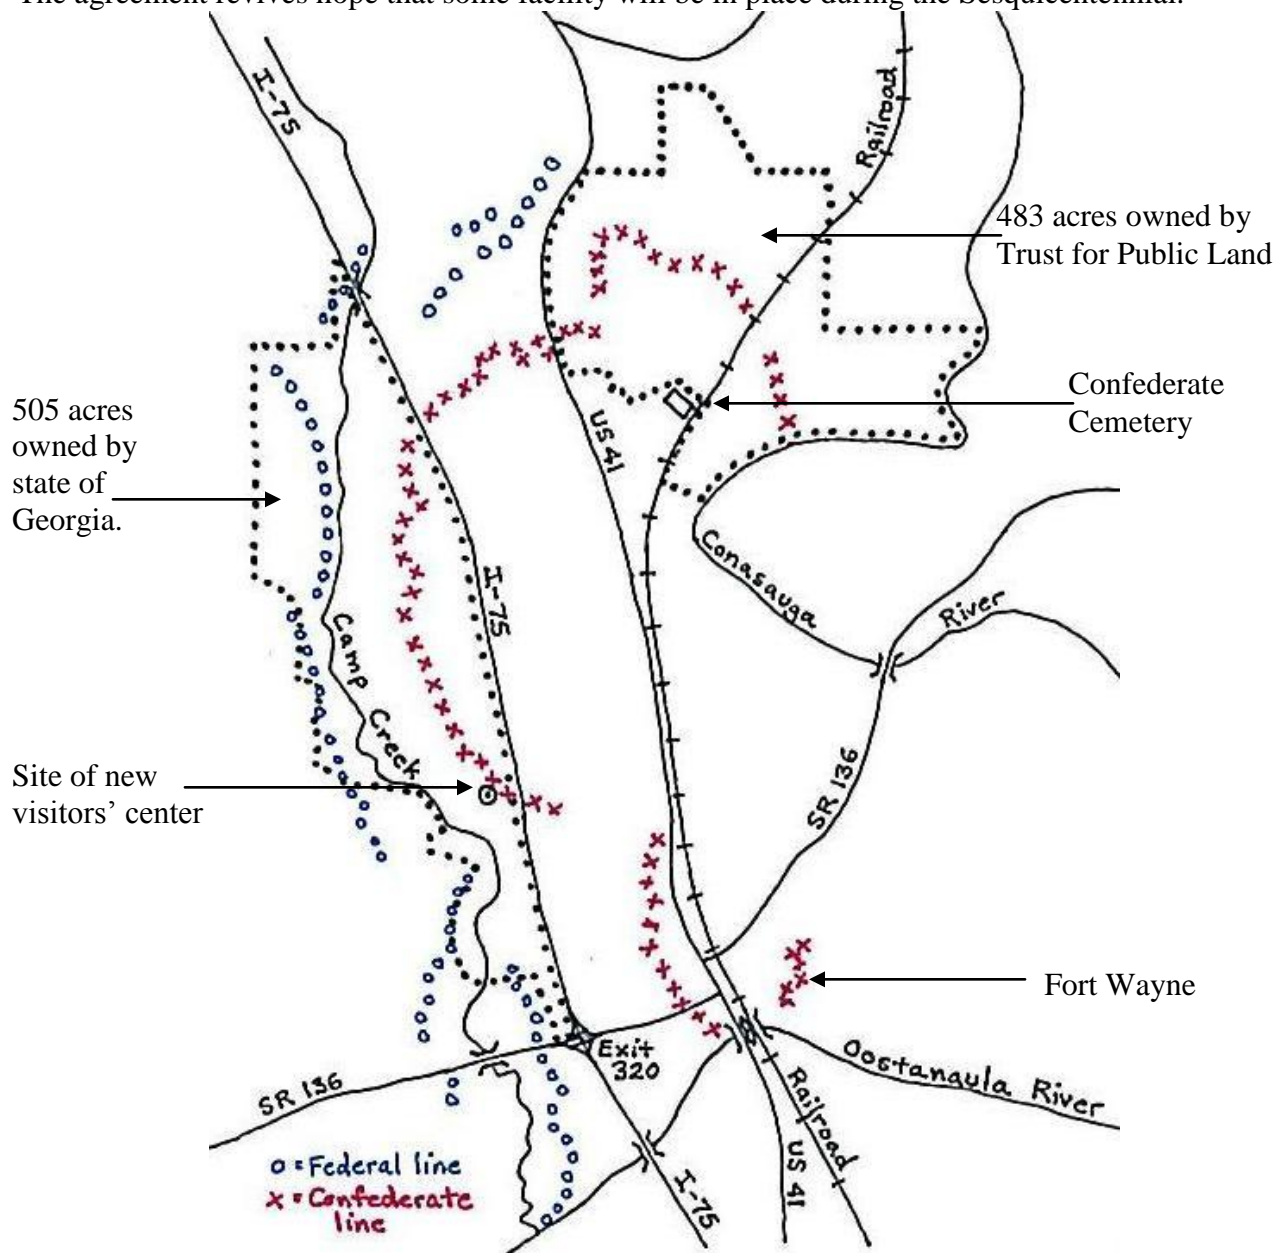 The agreement revives hope that some facility will be in place during the Sesquicentennial.
I-75
Railroad
483 acres owned by
Trust for Public Land
Confederate
Cemetery
505 acres
owned by
state of
Georgia.
US 41
Conasauga
River
I-75
Camp Creek
Site of new
visitors’ center
SR 136
Fort Wayne
Exit
320
Oostanaula River
SR 136
Railroad
US 41
I-75
o = Federal line
x = Confederate
line